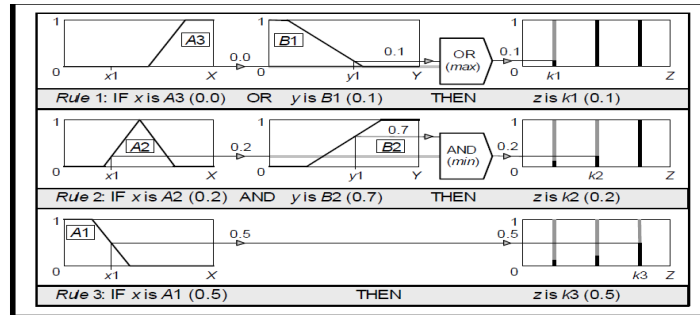 1 A3 1 B1 1
0.0 0.1 OR (max) 0.1
0 x1 X 0 y1 Y 0 k1 Z
Rule 1: IF x is A3 (0.0) OR y is B1 (0.1) THEN z is k1 (0.1)
1 A2 1 0.7 B2 1
0.2 AND (min) 0.2
0 x1 X 0 y1 Y 0 k2 Z
Rule 2: IF x is A2 (0.2) AND y is B2 (0.7) THEN z is k2 (0.2)
1 A1 1
0.5 0.5
0 x1 X 0 k3 Z
Rule 3: IF x is A1 (0.5) THEN z is k3 (0.5)